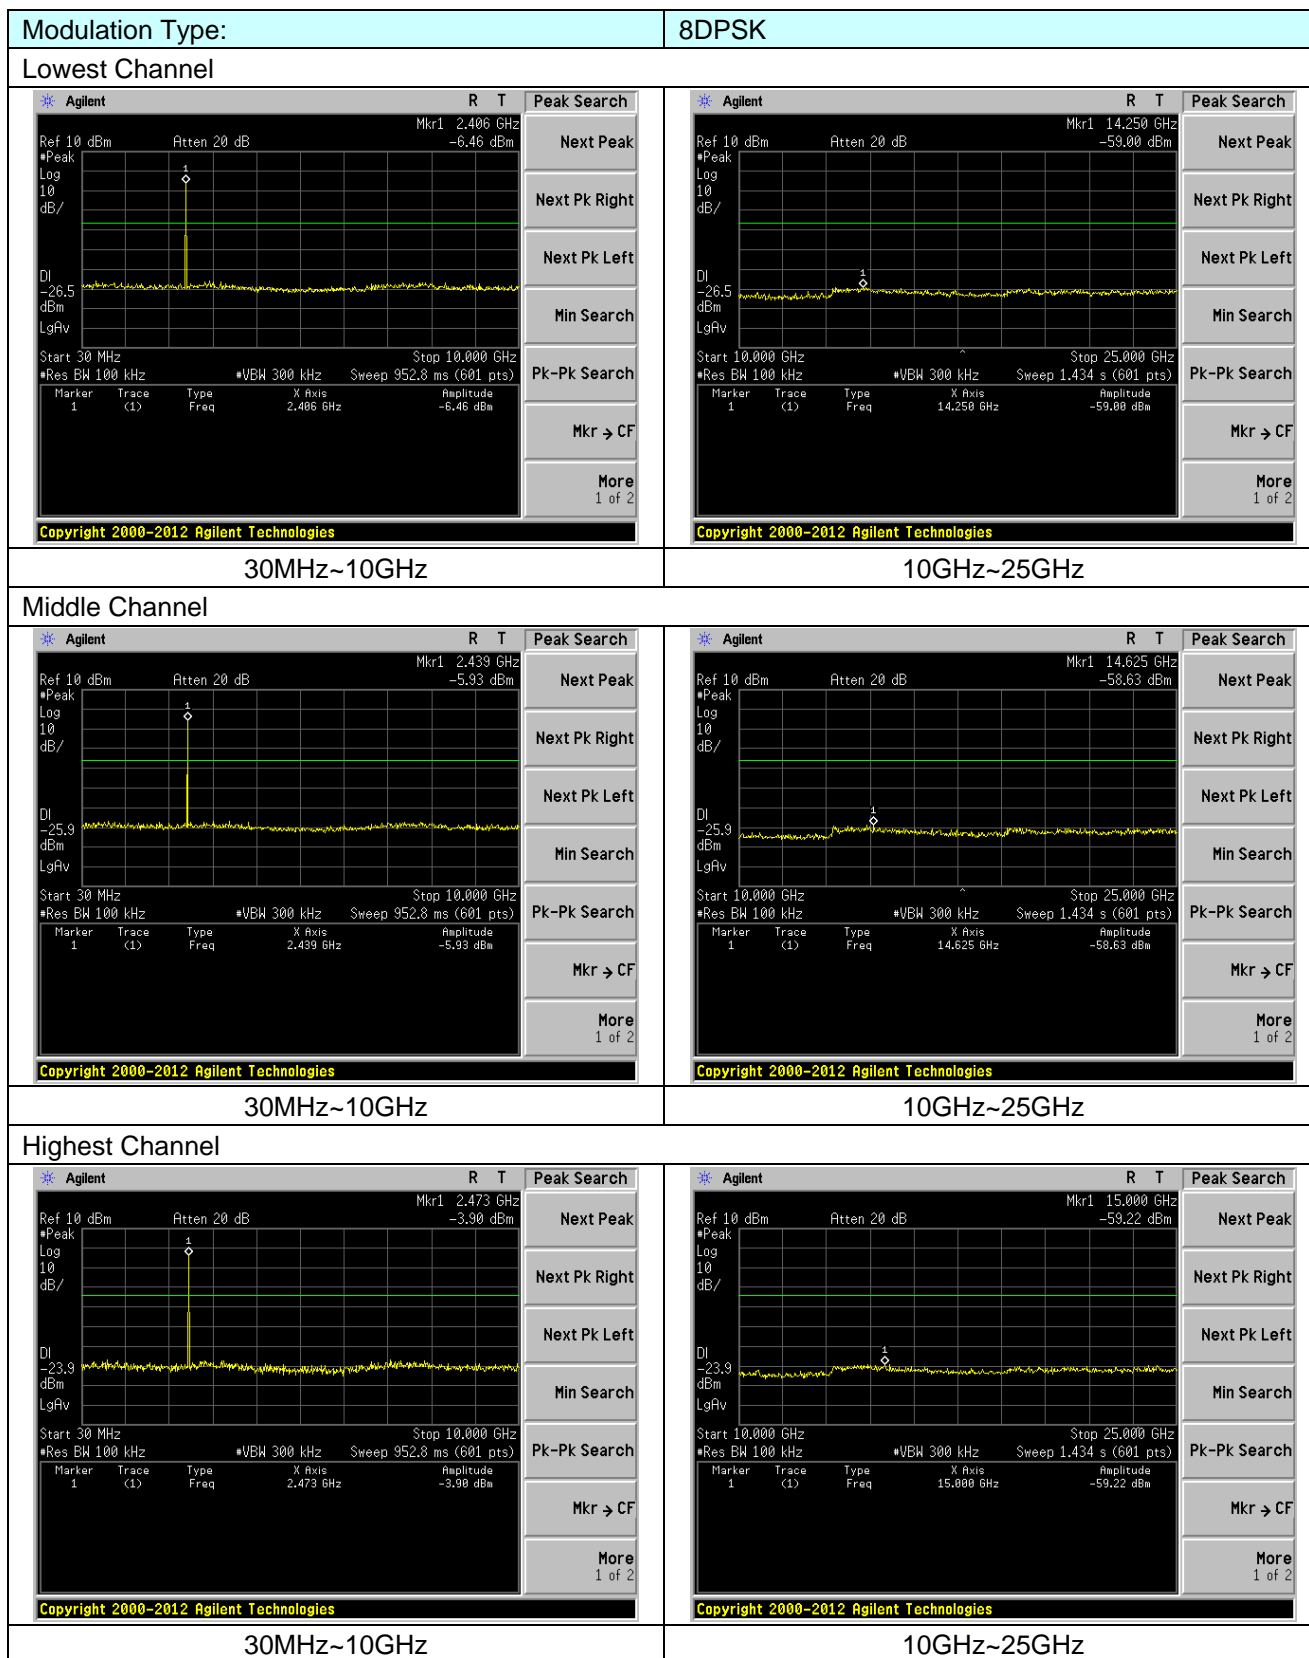 Modulation Type: 8DPSK
Lowest Channel
Agilent R T Peak Search
Mkr1 2.406 GHz
Ref 10 dBm Atten 20 dB -6.46 dBm
#Peak
Log
10
dB/
1
DI
-26.5
dBm
LgAv
Start 30 MHz Stop 10.000 GHz
#Res BW 100 kHz #VBW 300 kHz Sweep 952.8 ms (601 pts)
Marker Trace Type X Axis Amplitude
1 (1) Freq 2.406 GHz -6.46 dBm
Next Peak
Next Pk Right
Next Pk Left
Min Search
Pk-Pk Search
Mkr → CF
More
1 of 2
Copyright 2000-2012 Agilent Technologies
Agilent R T Peak Search
Mkr1 14.250 GHz
Ref 10 dBm Atten 20 dB -59.00 dBm
#Peak
Log
10
dB/
1
DI
-26.5
dBm
LgAv
Start 10.000 GHz Stop 25.000 GHz
#Res BW 100 kHz #VBW 300 kHz Sweep 1.434 s (601 pts)
Marker Trace Type X Axis Amplitude
1 (1) Freq 14.250 GHz -59.00 dBm
Next Peak
Next Pk Right
Next Pk Left
Min Search
Pk-Pk Search
Mkr → CF
More
1 of 2
Copyright 2000-2012 Agilent Technologies
30MHz~10GHz 10GHz~25GHz
Middle Channel
Agilent R T Peak Search
Mkr1 2.439 GHz
Ref 10 dBm Atten 20 dB -5.93 dBm
#Peak
Log
10
dB/
1
DI
-25.9
dBm
LgAv
Start 30 MHz Stop 10.000 GHz
#Res BW 100 kHz #VBW 300 kHz Sweep 952.8 ms (601 pts)
Marker Trace Type X Axis Amplitude
1 (1) Freq 2.439 GHz -5.93 dBm
Next Peak
Next Pk Right
Next Pk Left
Min Search
Pk-Pk Search
Mkr → CF
More
1 of 2
Copyright 2000-2012 Agilent Technologies
Agilent R T Peak Search
Mkr1 14.625 GHz
Ref 10 dBm Atten 20 dB -58.63 dBm
#Peak
Log
10
dB/
1
DI
-25.9
dBm
LgAv
Start 10.000 GHz Stop 25.000 GHz
#Res BW 100 kHz #VBW 300 kHz Sweep 1.434 s (601 pts)
Marker Trace Type X Axis Amplitude
1 (1) Freq 14.625 GHz -58.63 dBm
Next Peak
Next Pk Right
Next Pk Left
Min Search
Pk-Pk Search
Mkr → CF
More
1 of 2
Copyright 2000-2012 Agilent Technologies
30MHz~10GHz 10GHz~25GHz
Highest Channel
Agilent R T Peak Search
Mkr1 2.473 GHz
Ref 10 dBm Atten 20 dB -3.90 dBm
#Peak
Log
10
dB/
1
DI
-23.9
dBm
LgAv
Start 30 MHz Stop 10.000 GHz
#Res BW 100 kHz #VBW 300 kHz Sweep 952.8 ms (601 pts)
Marker Trace Type X Axis Amplitude
1 (1) Freq 2.473 GHz -3.90 dBm
Next Peak
Next Pk Right
Next Pk Left
Min Search
Pk-Pk Search
Mkr → CF
More
1 of 2
Copyright 2000-2012 Agilent Technologies
Agilent R T Peak Search
Mkr1 15.000 GHz
Ref 10 dBm Atten 20 dB -59.22 dBm
#Peak
Log
10
dB/
1
DI
-23.9
dBm
LgAv
Start 10.000 GHz Stop 25.000 GHz
#Res BW 100 kHz #VBW 300 kHz Sweep 1.434 s (601 pts)
Marker Trace Type X Axis Amplitude
1 (1) Freq 15.000 GHz -59.22 dBm
Next Peak
Next Pk Right
Next Pk Left
Min Search
Pk-Pk Search
Mkr → CF
More
1 of 2
Copyright 2000-2012 Agilent Technologies
30MHz~10GHz 10GHz~25GHz